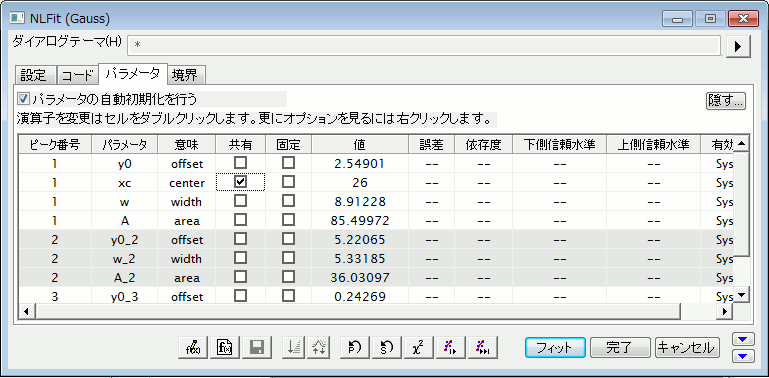 NLFit (Gauss)
ダイアログテーマ(H) *
設定 コード パラメータ 境界
パラメータの自動初期化を行う 隠す...
演算子を変更はセルをダブルクリックします。更にオプションを見るには右クリックします。
ピーク番号 パラメータ 意味 共有 固定 値 誤差 依存度 下側信頼水準 上側信頼水準 有効
1 y0 offset 2.54901 -- -- -- -- Sys
1 xc center 26 -- -- -- -- Sys
1 w width 8.91228 -- -- -- -- Sys
1 A area 85.49972 -- -- -- -- Sys
2 y0_2 offset 5.22065 -- -- -- -- Sys
2 w_2 width 5.33185 -- -- -- -- Sys
2 A_2 area 36.03097 -- -- -- -- Sys
3 y0_3 offset 0.24269 -- -- -- -- Sys
フィット 完了 キャンセル